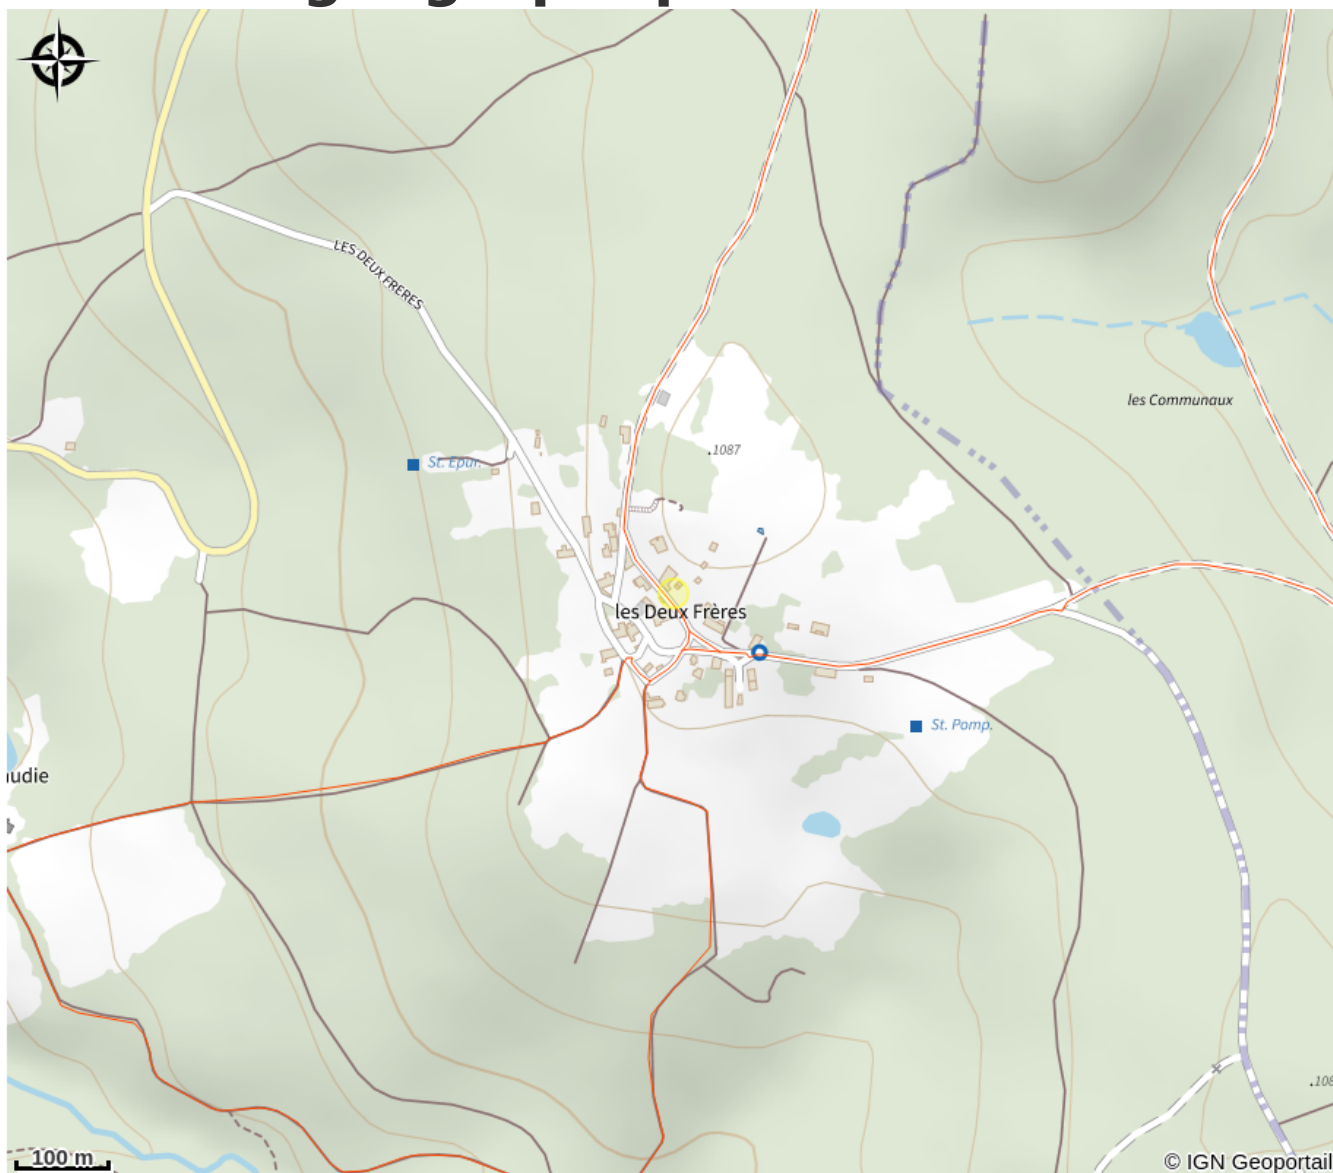 LES DEUX FRERES
les Communaux
.1087
St. Epur.
les Deux Frères
St. Pomp.
udie
100 m
© IGN Geoportail